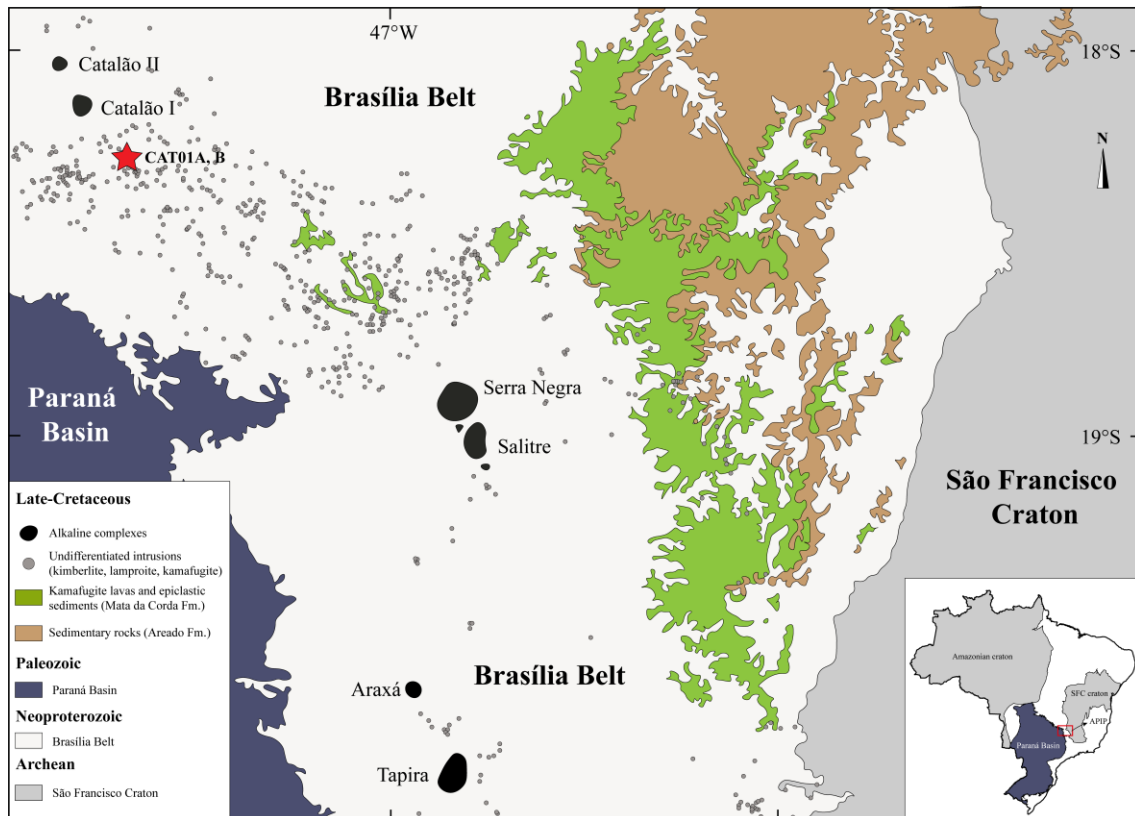 47°W
18°S
Catalão II
Catalão I
Brasília Belt
CAT01A, B
N
Paraná
Basin
Serra Negra
Salitre
19°S
São Francisco
Craton
Brasília Belt
Araxá
Tapira
Late-Cretaceous
Alkaline complexes
Undifferentiated intrusions
(kimberlite, lamproite, kamafugite)
Kamafugite lavas and epiclastic
sediments (Mata da Corda Fm.)
Sedimentary rocks (Areado Fm.)
Paleozoic
Paraná Basin
Neoproterozoic
Brasília Belt
Archean
São Francisco Craton
Amazonian craton
SFC craton
APIP
Paraná Basin